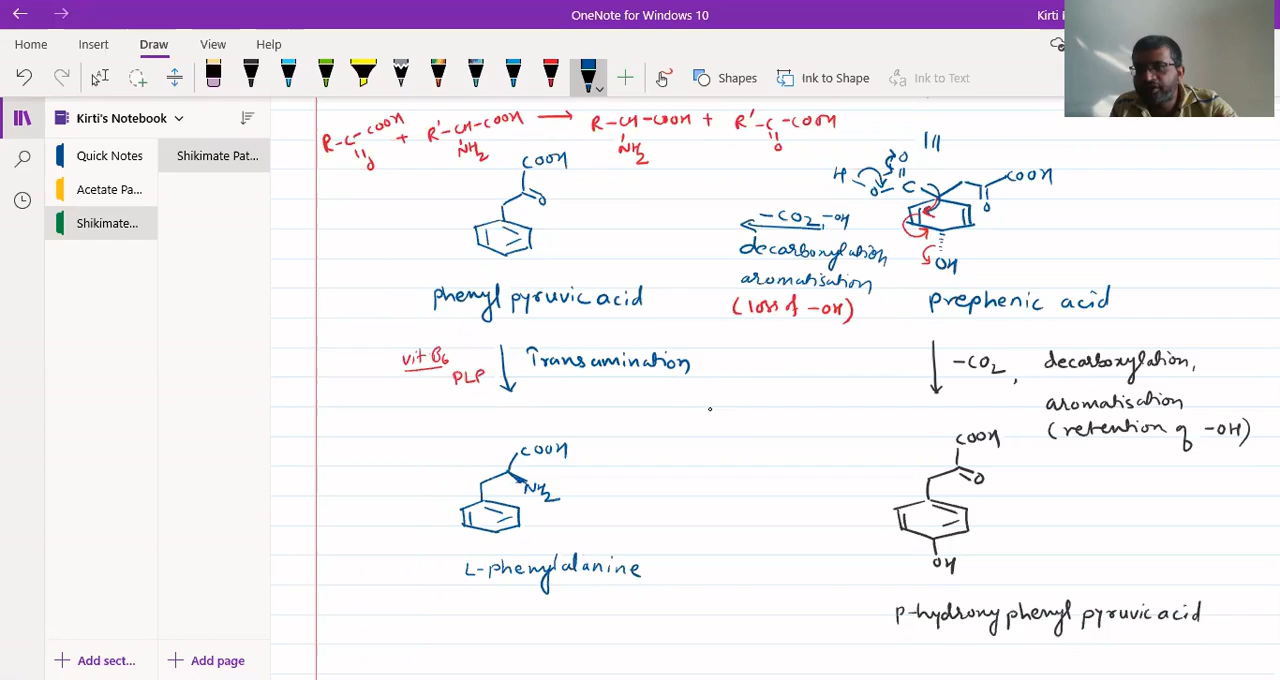 OneNote for Windows 10
Kirti
Home
Insert
Draw
View
Help
Shapes
Ink to Shape
Ink to Text
Kirti's Notebook
Quick Notes
Acetate Pa...
Shikimate...
Shikimate Pat...
R-C-COOH + R'-CH-COOH → R-CH-COOH + R'-C-COOH
O NH2 NH2 O
COOH
O
phenyl pyruvic acid
-CO2, -OH
decarboxylation
aromatisation
(loss of -OH)
H O O
C
COOH
O
OH
prephenic acid
vit B6
PLP
Transamination
-CO2,
decarboxylation,
aromatisation
(retention of -OH)
COOH
NH2
L-phenylalanine
COOH
O
OH
p-hydroxy phenyl pyruvic acid
Add sect...
Add page